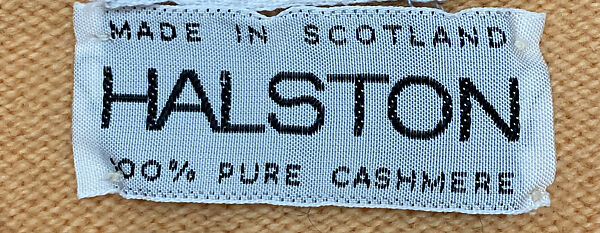 MADE IN SCOTLAND
HALSTON
100% PURE CASHMERE